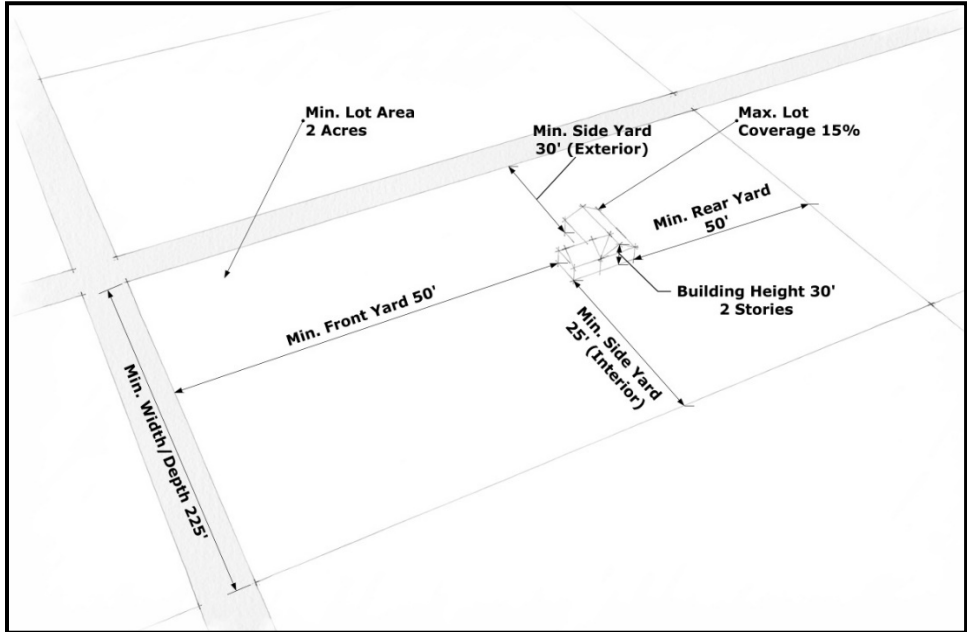 Min. Lot Area
2 Acres
Min. Side Yard
30' (Exterior)
Max. Lot
Coverage 15%
Min. Rear Yard
50'
Min. Front Yard 50'
Building Height 30'
2 Stories
Min. Side Yard
25' (Interior)
Min. Width/Depth 225'